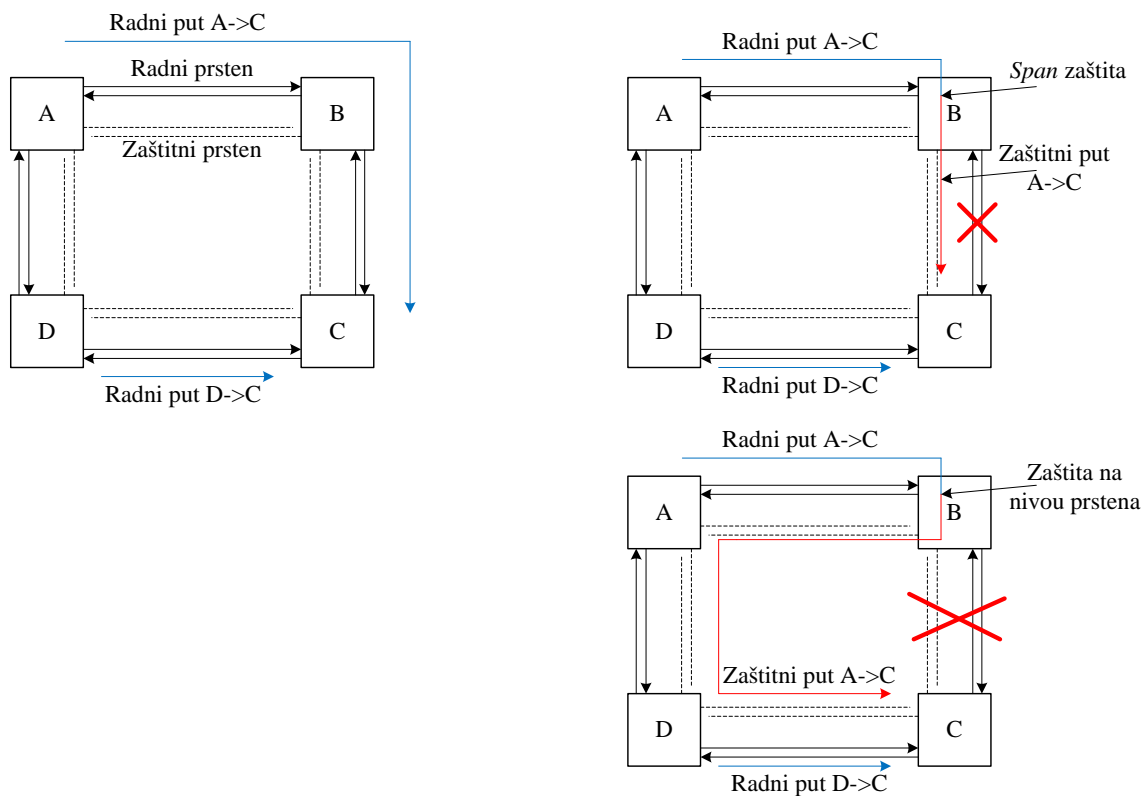 Radni put A->C
Radni prsten
A
B
Zaštitni prsten
D
C
Radni put D->C
Radni put A->C
Span zaštita
A
B
Zaštitni put
A->C
D
C
Radni put D->C
Radni put A->C
Zaštita na
nivou prstena
A
B
Zaštitni put A->C
D
C
Radni put D->C